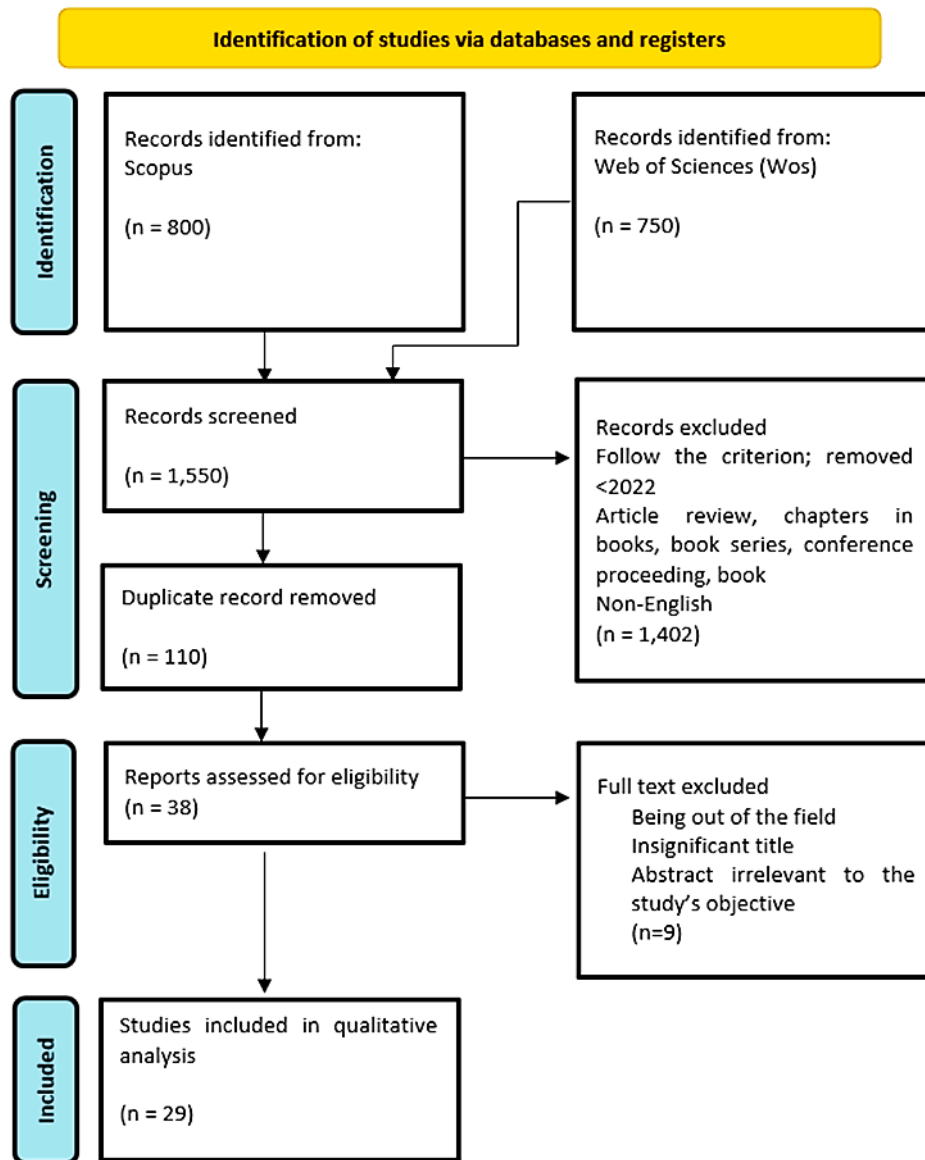 Identification of studies via databases and registers
Identification
Records identified from:
Scopus
(n = 800)
Records identified from:
Web of Sciences (Wos)
(n = 750)
Screening
Records screened
(n = 1,550)
Records excluded
Follow the criterion; removed
<2022
Article review, chapters in
books, book series, conference
proceeding, book
Non-English
(n = 1,402)
Duplicate record removed
(n = 110)
Eligibility
Reports assessed for eligibility
(n = 38)
Full text excluded
Being out of the field
Insignificant title
Abstract irrelevant to the
study’s objective
(n=9)
Included
Studies included in qualitative
analysis
(n = 29)